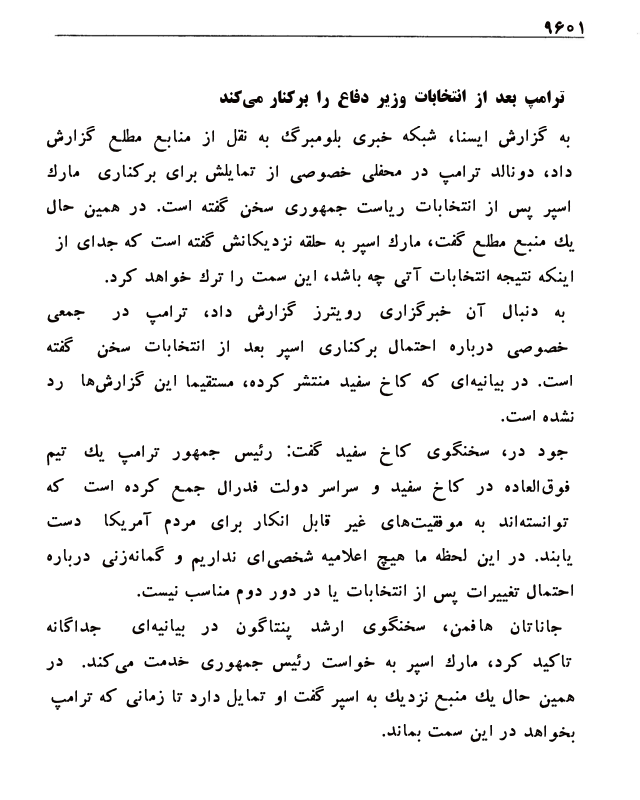 ۹۶۰۱
ترامپ بعد از انتخابات وزیر دفاع را برکنار می‌کند
به گزارش ایسنا، شبکه خبری بلومبرگ به نقل از منابع مطلع گزارش
داد، دونالد ترامپ در محفلی خصوصی از تمایلش برای برکناری مارك
اسپر پس از انتخابات ریاست جمهوری سخن گفته است. در همین حال
یك منبع مطلع گفت، مارك اسپر به حلقه نزدیکانش گفته است که جدای از
اینکه نتیجه انتخابات آتی چه باشد، این سمت را ترك خواهد کرد.
به دنبال آن خبرگزاری رویترز گزارش داد، ترامپ در جمعی
خصوصی درباره احتمال برکناری اسپر بعد از انتخابات سخن گفته
است. در بیانیه‌ای که کاخ سفید منتشر کرده، مستقیما این گزارش‌ها رد
نشده است.
جود در، سخنگوی کاخ سفید گفت: رئیس جمهور ترامپ یك تیم
فوق‌العاده در کاخ سفید و سراسر دولت فدرال جمع کرده است که
توانسته‌اند به موفقیت‌های غیر قابل انکار برای مردم آمریکا دست
یابند. در این لحظه ما هیچ اعلامیه شخصی‌ای نداریم و گمانه‌زنی درباره
احتمال تغییرات پس از انتخابات یا در دور دوم مناسب نیست.
جاناتان هافمن، سخنگوی ارشد پنتاگون در بیانیه‌ای جداگانه
تاکید کرد، مارك اسپر به خواست رئیس جمهوری خدمت می‌کند. در
همین حال یك منبع نزدیك به اسپر گفت او تمایل دارد تا زمانی که ترامپ
بخواهد در این سمت بماند.